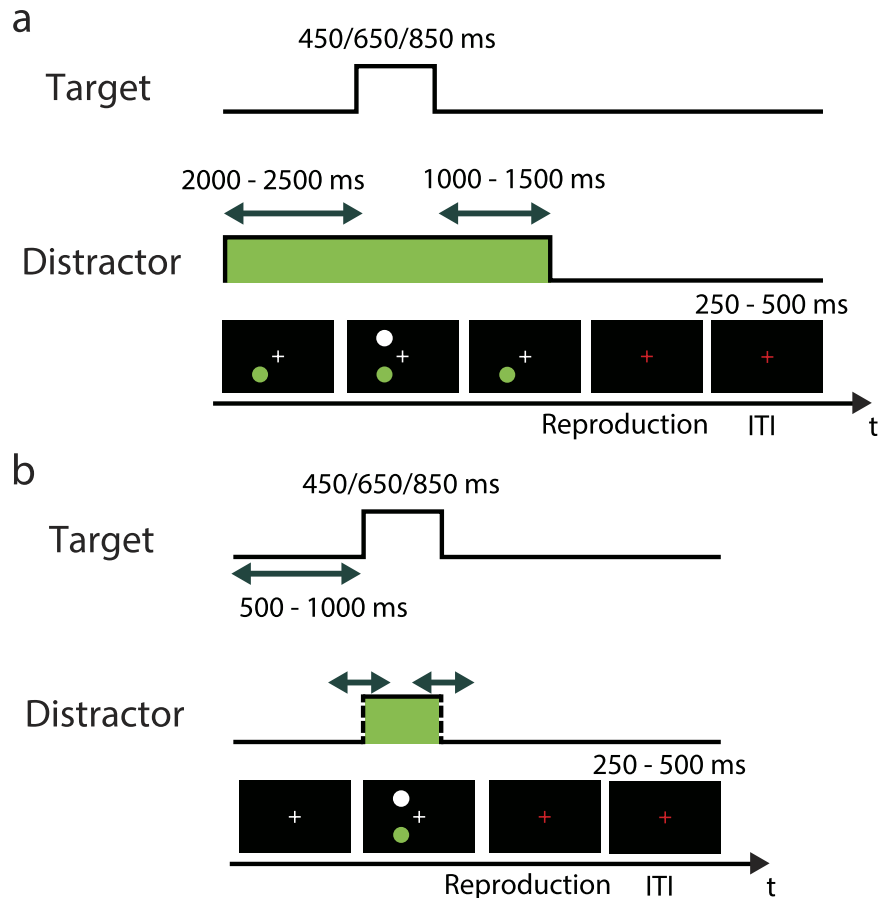 a
450/650/850 ms
Target
2000 - 2500 ms
1000 - 1500 ms
Distractor
250 - 500 ms
Reproduction
ITI
t
b
450/650/850 ms
Target
500 - 1000 ms
Distractor
250 - 500 ms
Reproduction
ITI
t